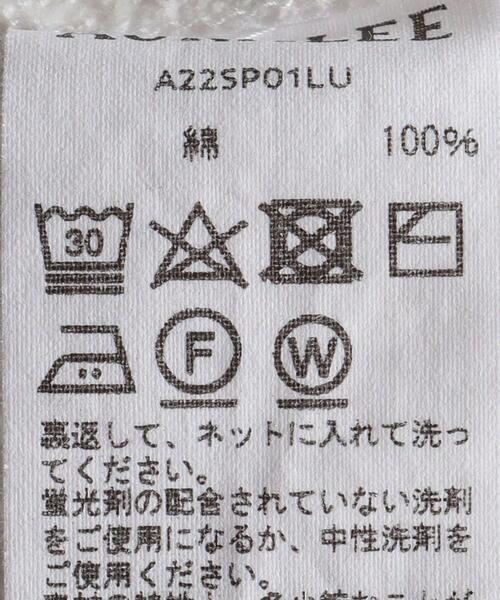 A22SP01LU
綿 100%
30
F W
裏返して、ネットに入れて洗っ
てください。
蛍光剤の配合されていない洗剤
をご使用になるか、中性洗剤を
ご使用ください。